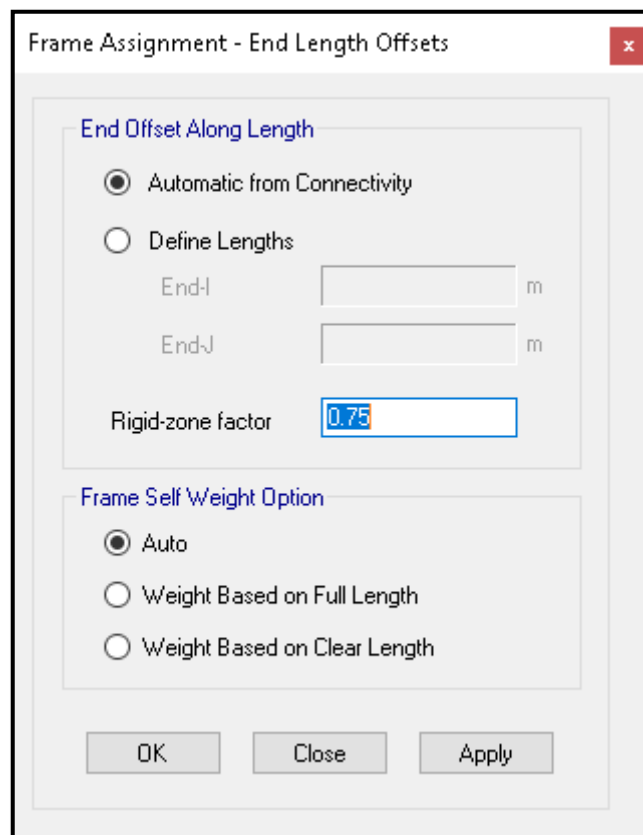 Frame Assignment - End Length Offsets
x
End Offset Along Length
Automatic from Connectivity
Define Lengths
End-I m
End-J m
Rigid-zone factor 0.75
Frame Self Weight Option
Auto
Weight Based on Full Length
Weight Based on Clear Length
OK Close Apply